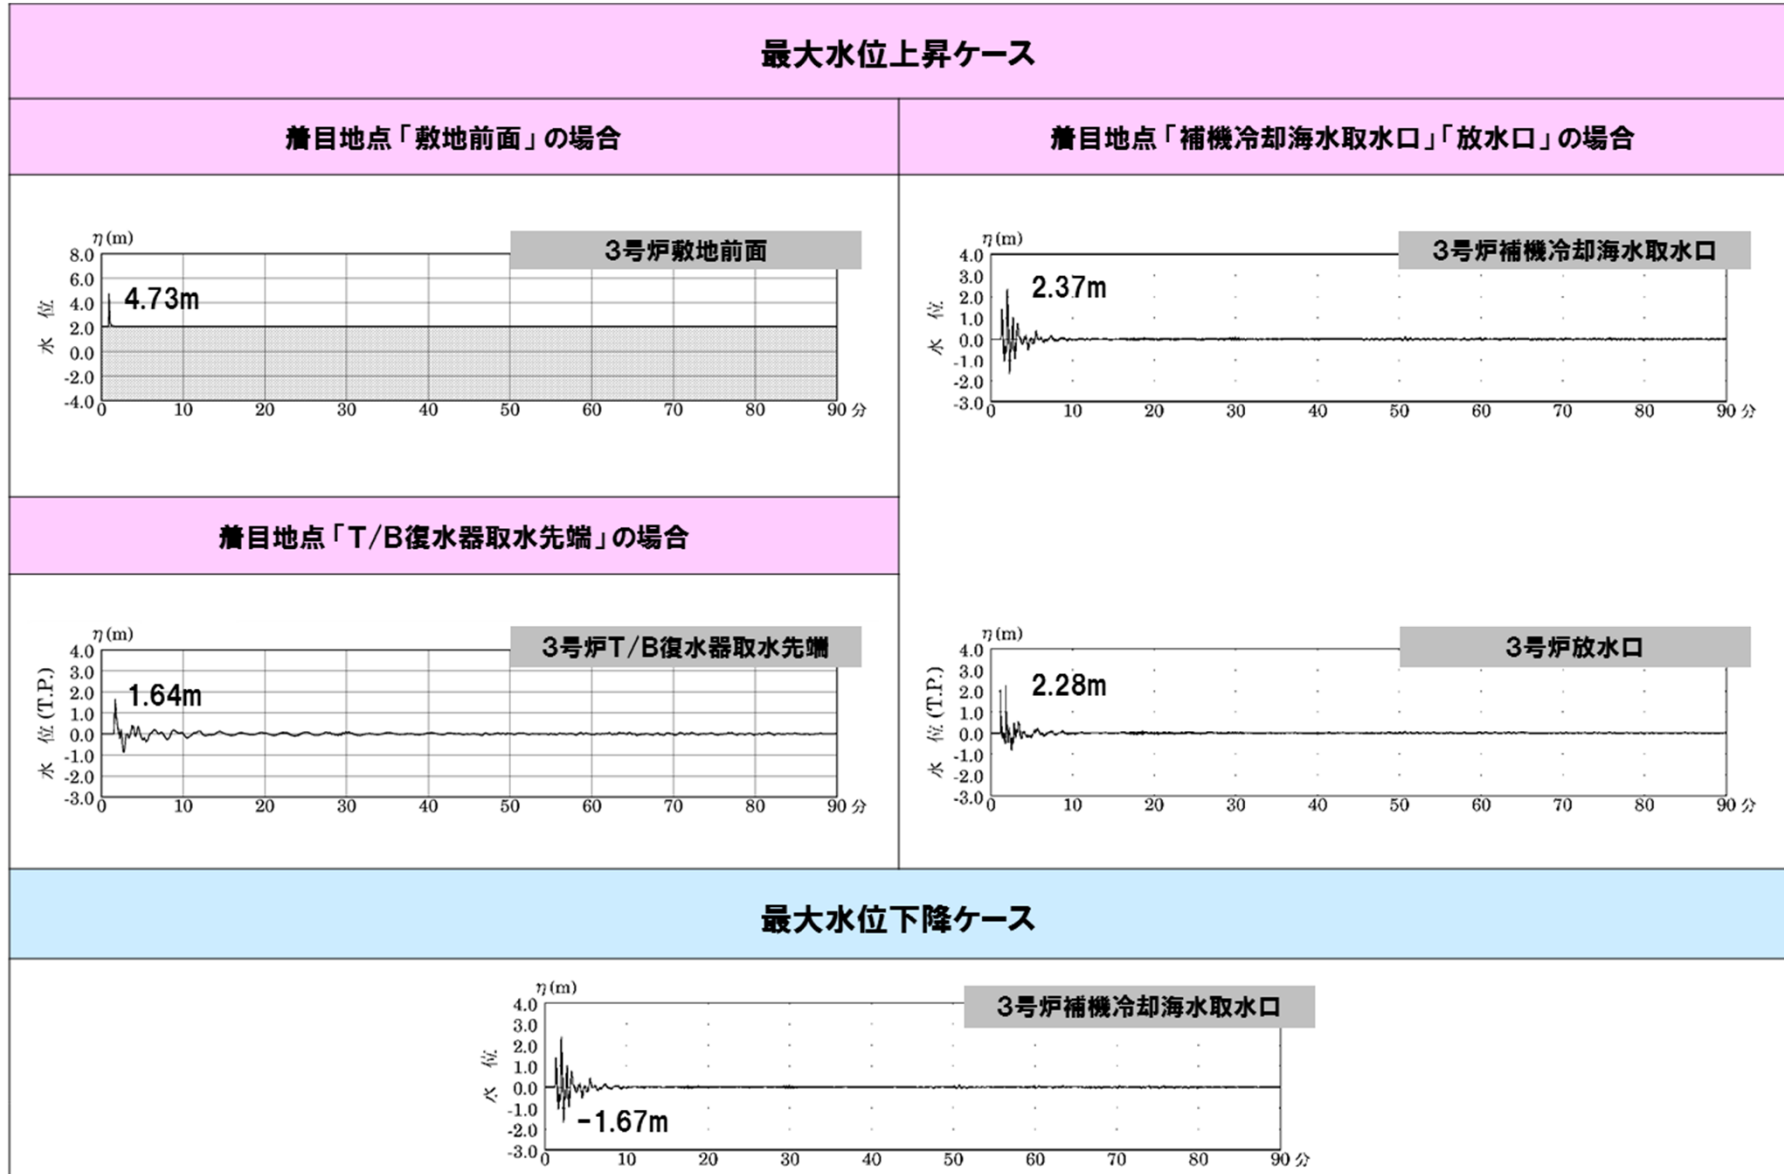 最大水位上昇ケース
着目地点「敷地前面」の場合
着目地点「補機冷却海水取水口」「放水口」の場合
η(m)
3号炉敷地前面
8.0
6.0
4.0
2.0
0.0
-2.0
-4.0
水 位
4.73m
0 10 20 30 40 50 60 70 80 90 分
η(m)
3号炉補機冷却海水取水口
4.0
3.0
2.0
1.0
0.0
-1.0
-2.0
-3.0
水 位
2.37m
0 10 20 30 40 50 60 70 80 90 分
着目地点「T/B復水器取水先端」の場合
η(m)
3号炉T/B復水器取水先端
4.0
3.0
2.0
1.0
0.0
-1.0
-2.0
-3.0
水 位 (T.P.)
1.64m
0 10 20 30 40 50 60 70 80 90 分
η(m)
3号炉放水口
4.0
3.0
2.0
1.0
0.0
-1.0
-2.0
-3.0
水 位 (T.P.)
2.28m
0 10 20 30 40 50 60 70 80 90 分
最大水位下降ケース
η(m)
3号炉補機冷却海水取水口
4.0
3.0
2.0
1.0
0.0
-1.0
-2.0
-3.0
水 位
-1.67m
0 10 20 30 40 50 60 70 80 90 分